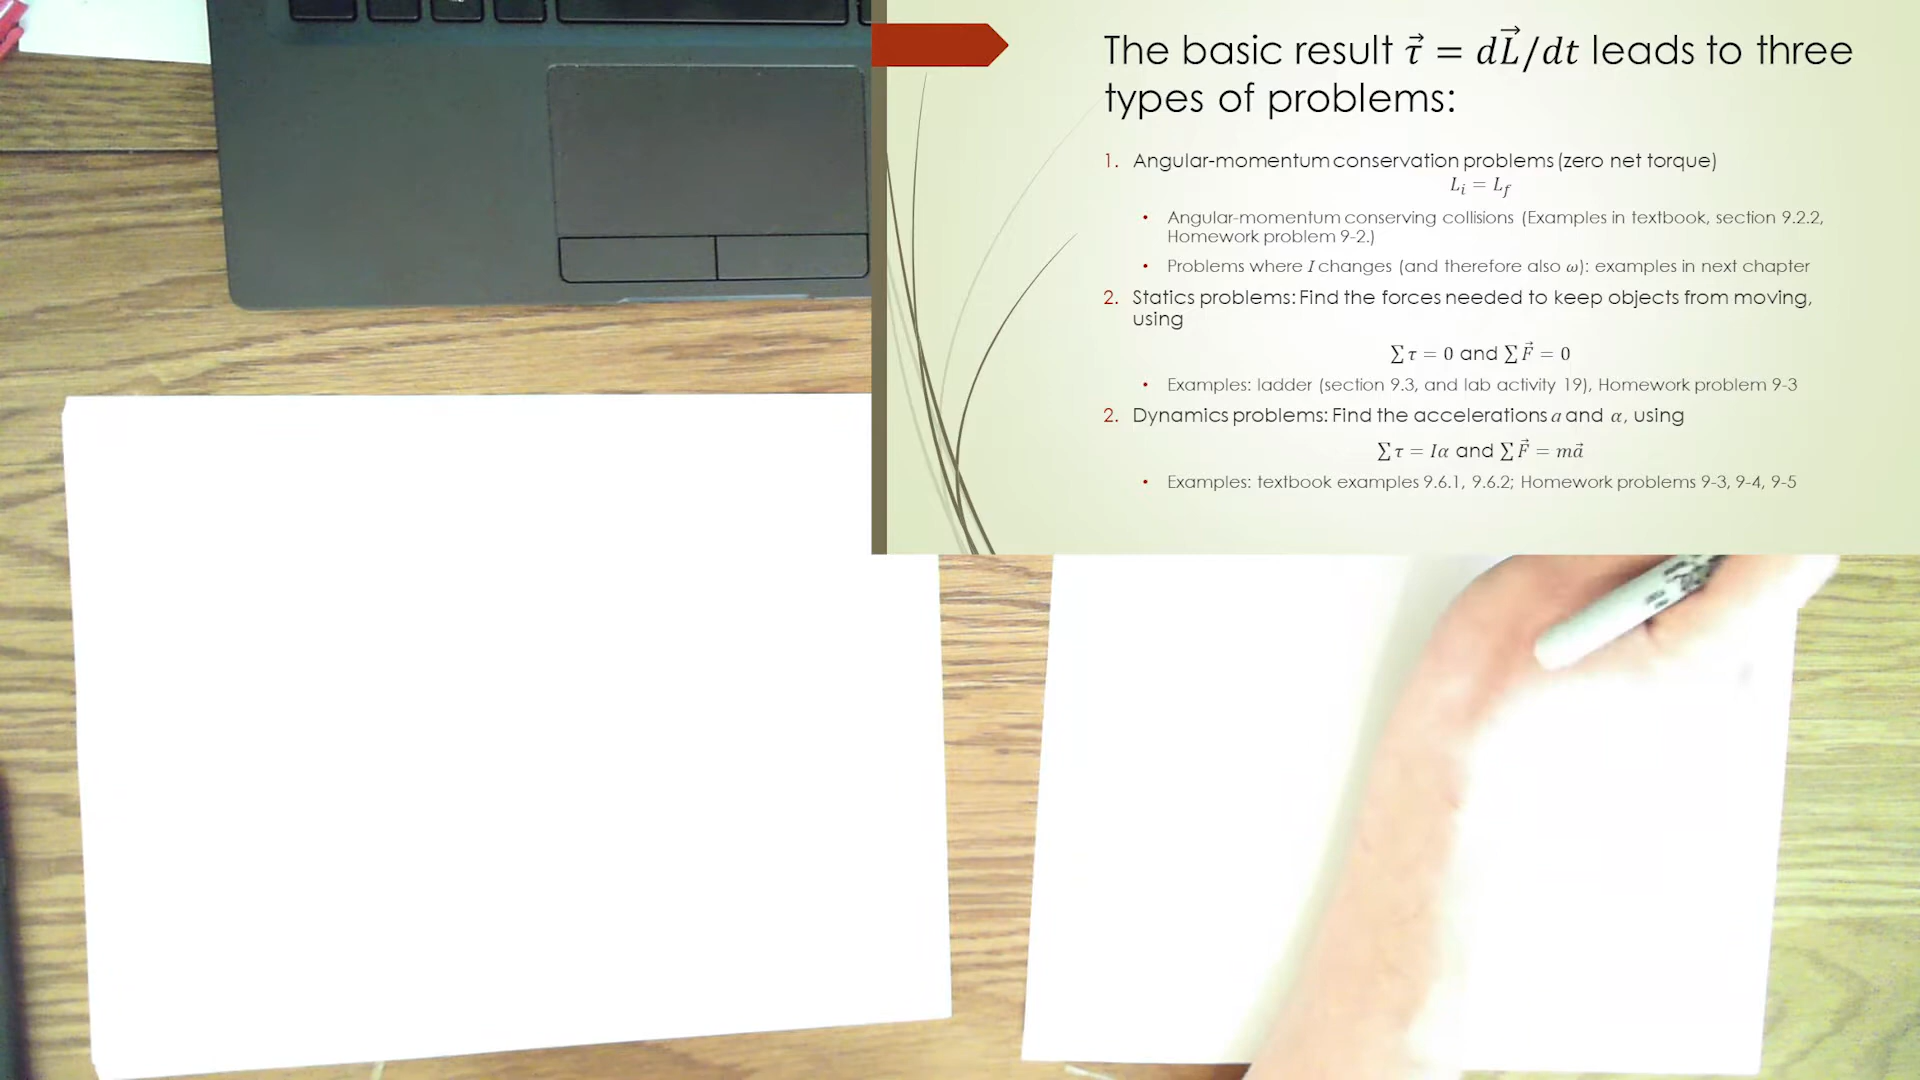 The basic result τ⃗ = dL⃗/dt leads to three
types of problems:
1. Angular-momentum conservation problems (zero net torque)
Lᵢ = L_f
• Angular-momentum conserving collisions (Examples in textbook, section 9.2.2,
Homework problem 9-2.)
• Problems where I changes (and therefore also ω): examples in next chapter
2. Statics problems: Find the forces needed to keep objects from moving,
using
∑τ = 0 and ∑F⃗ = 0
• Examples: ladder (section 9.3, and lab activity 19), Homework problem 9-3
2. Dynamics problems: Find the accelerations a and α, using
∑τ = Iα and ∑F⃗ = ma⃗
• Examples: textbook examples 9.6.1, 9.6.2; Homework problems 9-3, 9-4, 9-5